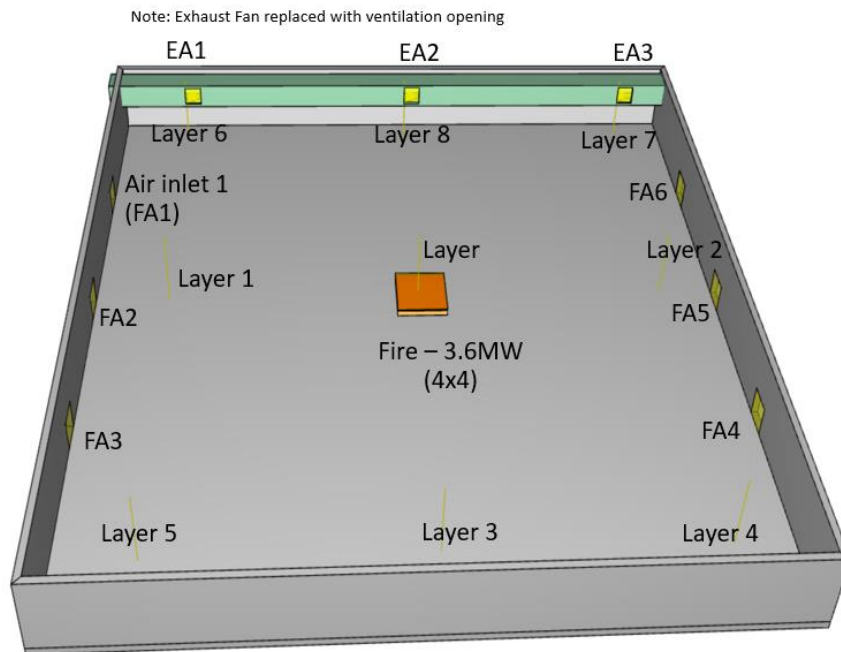 Note: Exhaust Fan replaced with ventilation opening
EA1
EA2
EA3
Layer 6
Layer 8
Layer 7
Air inlet 1
(FA1)
FA6
Layer
Layer 2
Layer 1
FA2
FA5
Fire – 3.6MW
(4x4)
FA3
FA4
Layer 5
Layer 3
Layer 4